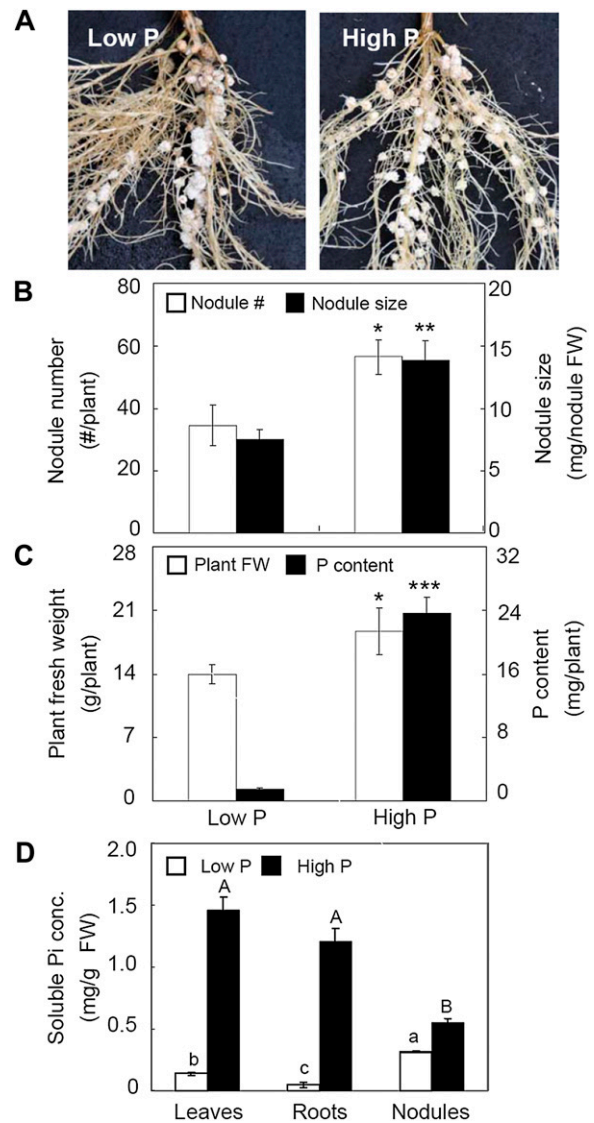 A
Low P
High P
B
Nodule #
Nodule size
Nodule number
(#/plant)
80
60
40
20
0
*
**
20
15
10
5
0
Nodule size
(mg/nodule FW)
C
Plant FW
P content
Plant fresh weight
(g/plant)
28
21
14
7
0
*
***
32
24
16
8
0
P content
(mg/plant)
Low P
High P
D
Low P
High P
Soluble Pi conc.
(mg/g FW)
2.0
1.5
1.0
0.5
0
b
A
c
A
a
B
Leaves
Roots
Nodules